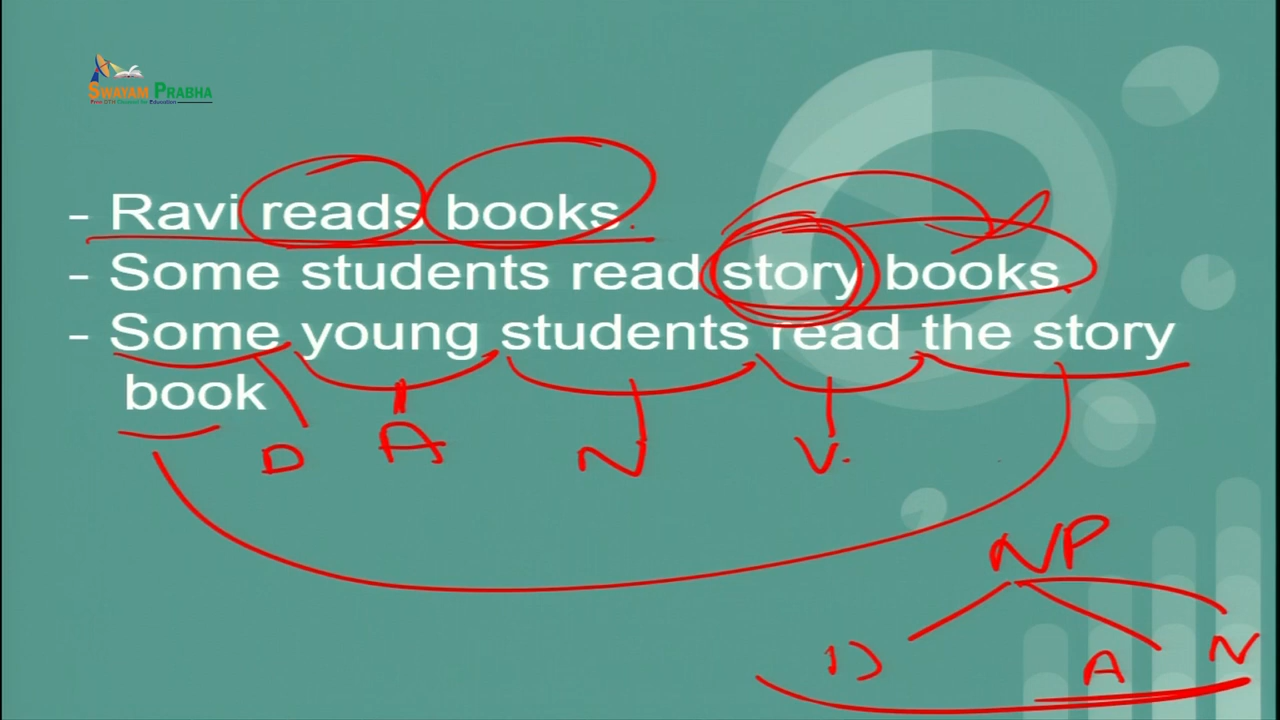 SWAYAM PRABHA
- Ravi reads books.
- Some students read story books.
- Some young students read the story
book
D A N V.
NP
D A N